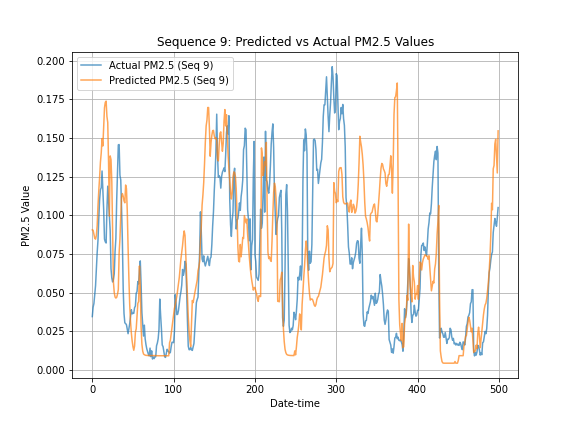 Sequence 9: Predicted vs Actual PM2.5 Values
Actual PM2.5 (Seq 9)
Predicted PM2.5 (Seq 9)
PM2.5 Value
0.200
0.175
0.150
0.125
0.100
0.075
0.050
0.025
0.000
0 100 200 300 400 500
Date-time